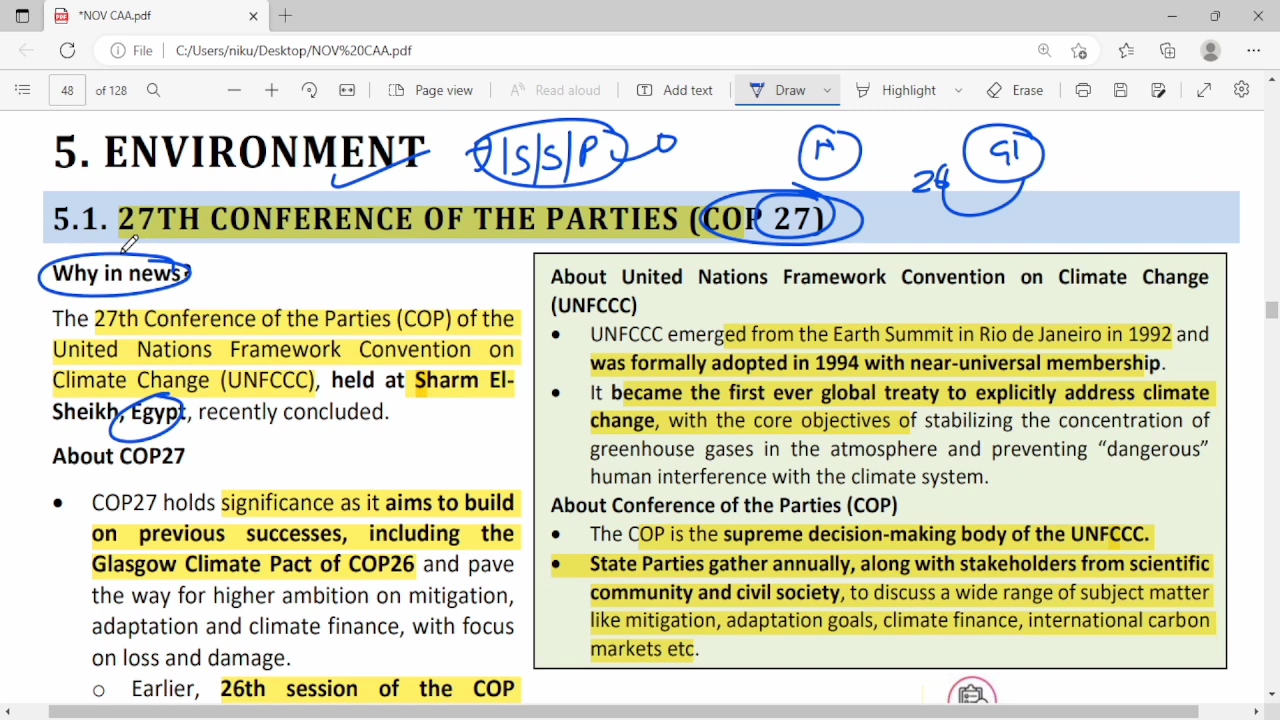 *NOV CAA.pdf
File C:/Users/niku/Desktop/NOV%20CAA.pdf
48 of 128 Page view Read aloud Add text Draw Highlight Erase
5. ENVIRONMENT
|S|S|P
GI
28
5.1. 27TH CONFERENCE OF THE PARTIES (COP 27)
Why in news?
The 27th Conference of the Parties (COP) of the
United Nations Framework Convention on
Climate Change (UNFCCC), held at Sharm El-
Sheikh, Egypt, recently concluded.
About COP27
• COP27 holds significance as it aims to build
on previous successes, including the
Glasgow Climate Pact of COP26 and pave
the way for higher ambition on mitigation,
adaptation and climate finance, with focus
on loss and damage.
o Earlier, 26th session of the COP
About United Nations Framework Convention on Climate Change
(UNFCCC)
• UNFCCC emerged from the Earth Summit in Rio de Janeiro in 1992 and
was formally adopted in 1994 with near-universal membership.
• It became the first ever global treaty to explicitly address climate
change, with the core objectives of stabilizing the concentration of
greenhouse gases in the atmosphere and preventing “dangerous”
human interference with the climate system.
About Conference of the Parties (COP)
• The COP is the supreme decision-making body of the UNFCCC.
• State Parties gather annually, along with stakeholders from scientific
community and civil society, to discuss a wide range of subject matter
like mitigation, adaptation goals, climate finance, international carbon
markets etc.